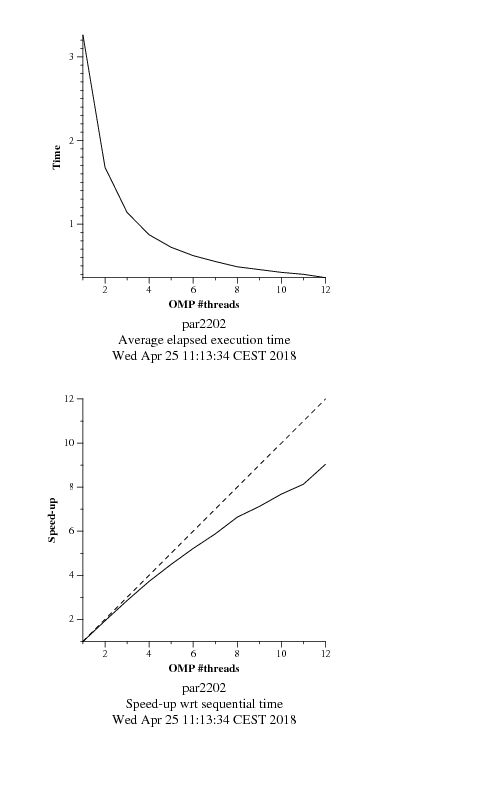 3
2
1
Time
2 4 6 8 10 12
OMP #threads
par2202
Average elapsed execution time
Wed Apr 25 11:13:34 CEST 2018
12
10
8
6
4
2
Speed-up
2 4 6 8 10 12
OMP #threads
par2202
Speed-up wrt sequential time
Wed Apr 25 11:13:34 CEST 2018